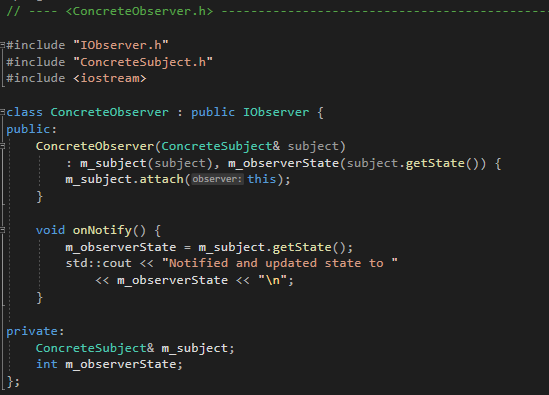 // ---- <ConcreteObserver.h> --------------------------------------------
#include "IObserver.h"
#include "ConcreteSubject.h"
#include <iostream>
class ConcreteObserver : public IObserver {
public:
    ConcreteObserver(ConcreteSubject& subject)
        : m_subject(subject), m_observerState(subject.getState()) {
        m_subject.attach(observer: this);
    }
    void onNotify() {
        m_observerState = m_subject.getState();
        std::cout << "Notified and updated state to "
            << m_observerState << "\n";
    }
private:
    ConcreteSubject& m_subject;
    int m_observerState;
};